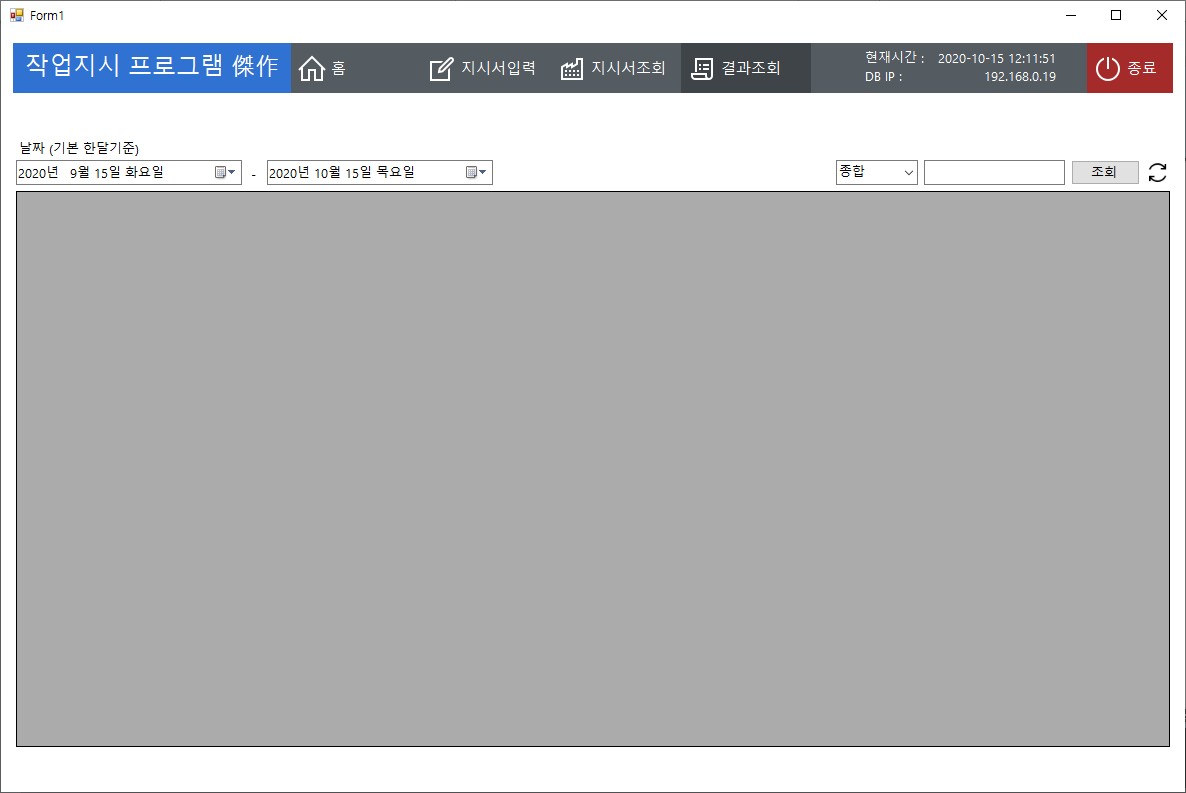 Form1
작업지시 프로그램 傑作
홈
지시서입력
지시서조회
결과조회
현재시간 : 2020-10-15 12:11:51
DB IP : 192.168.0.19
종료
날짜 (기본 한달기준)
2020년 9월 15일 화요일 - 2020년 10월 15일 목요일
종합
조회